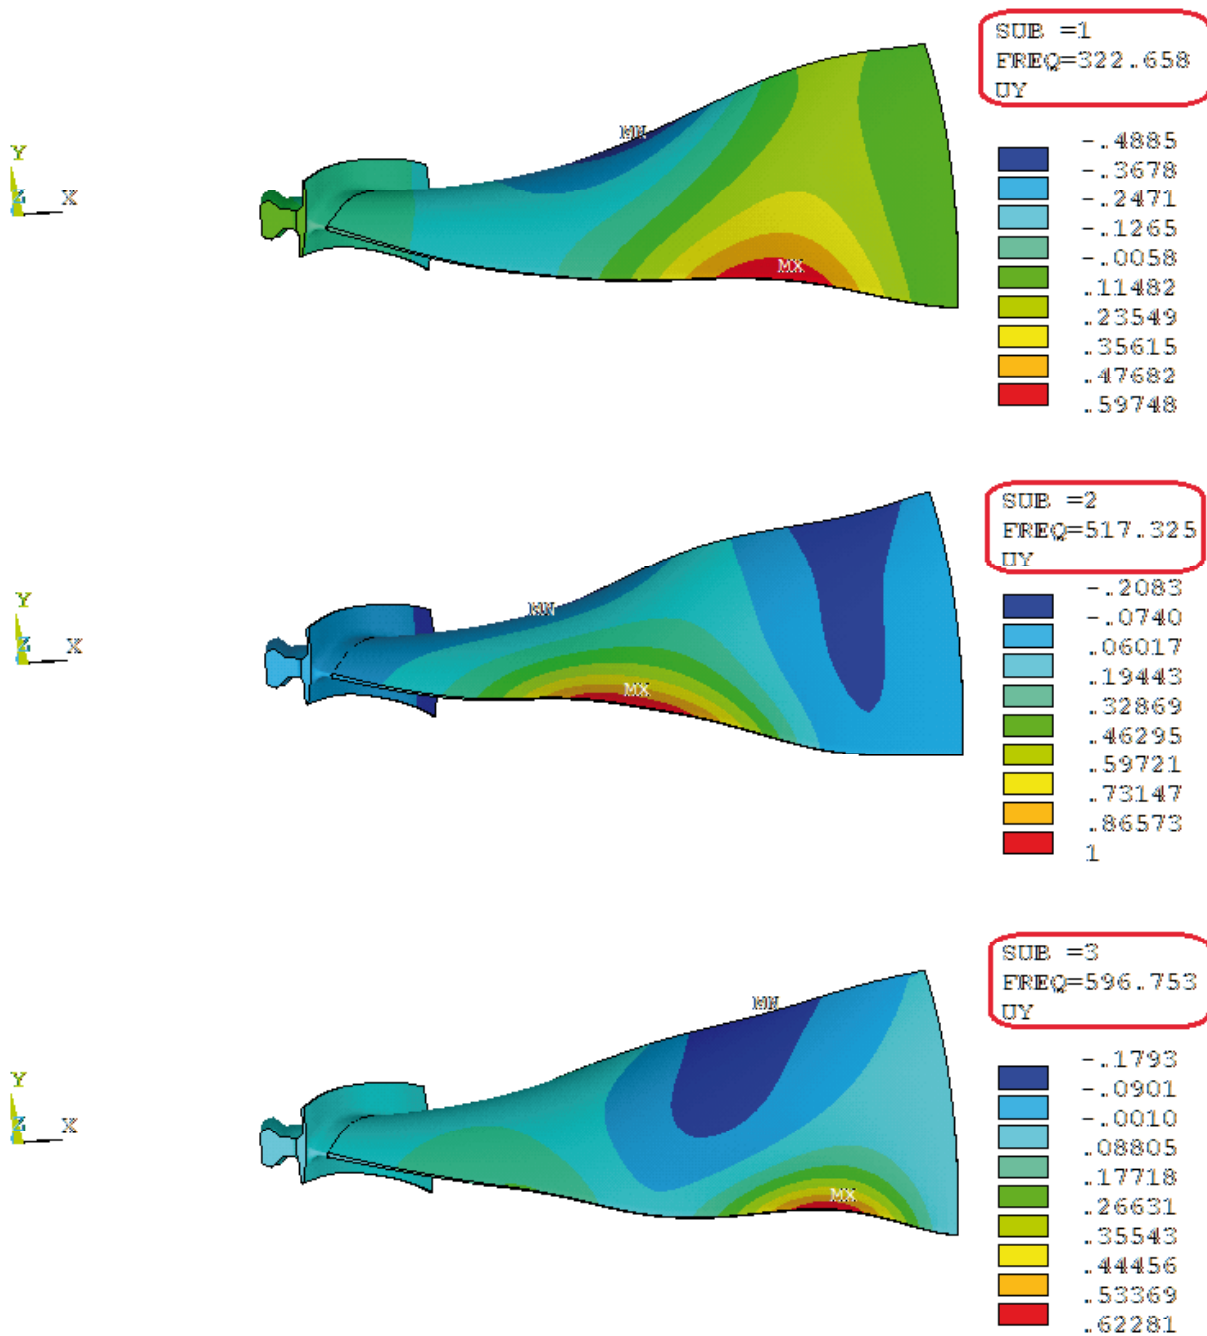 SUB =1
FREQ=322.658
UY
MN
Y
Z X
MX
-.4885
-.3678
-.2471
-.1265
-.0058
.11482
.23549
.35615
.47682
.59748
SUB =2
FREQ=517.325
UY
MN
Y
Z X
MX
-.2083
-.0740
.06017
.19443
.32869
.46295
.59721
.73147
.86573
1
SUB =3
FREQ=596.753
UY
MN
Y
Z X
MX
-.1793
-.0901
-.0010
.08805
.17718
.26631
.35543
.44456
.53369
.62281